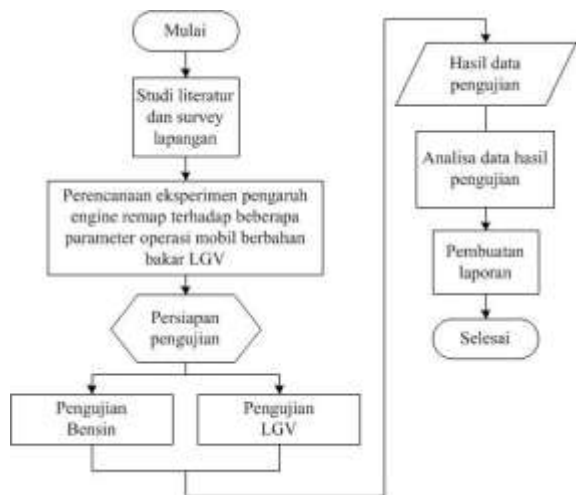 Mulai
Studi literatur
dan survey
lapangan
Perencanaan eksperimen pengaruh
engine remap terhadap beberapa
parameter operasi mobil berbahan
bakar LGV
Persiapan
pengujian
Pengujian
Bensin
Pengujian
LGV
Hasil data
pengujian
Analisa data hasil
pengujian
Pembuatan
laporan
Selesai